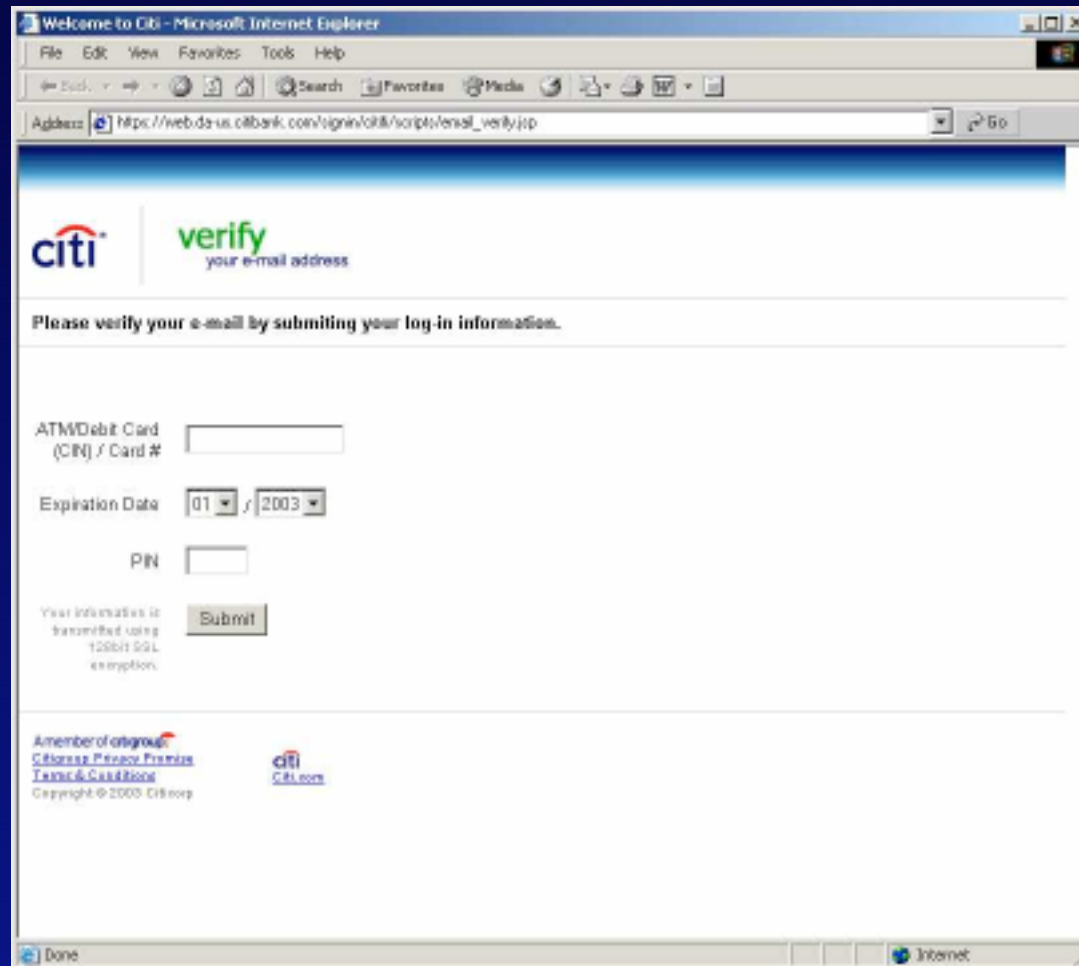 Welcome to Citi - Microsoft Internet Explorer
File Edit View Favorites Tools Help
Back Search Favorites Media
Address https://web.da-us.citibank.com/signin/citifi/scripts/email_verify.jsp Go
citi
verify
your e-mail address
Please verify your e-mail by submiting your log-in information.
ATM/Debit Card
(CIN) / Card #
Expiration Date 01 / 2003
PIN
Your information is
transmitted using
128bit SSL
encryption.
Submit
A member of citigroup
Citigroup Privacy Promise
Terms & Conditions
Copyright © 2003 Citicorp
citi
Citi.com
Done Internet